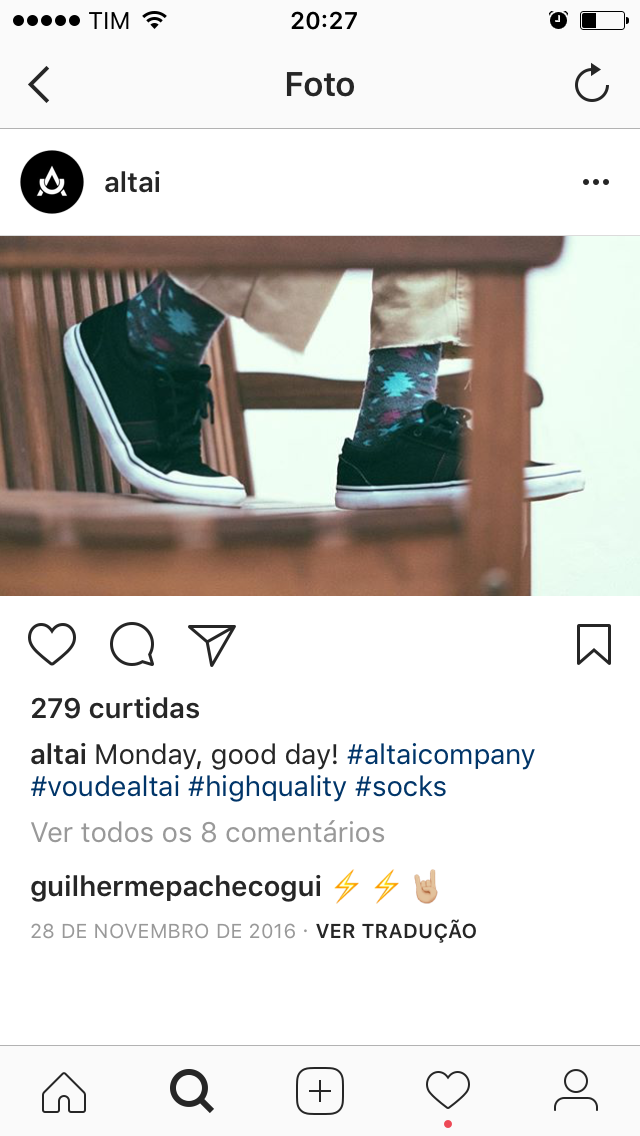 TIM 20:27
Foto
altai
279 curtidas
altai Monday, good day! #altaicompany
#voudealtai #highquality #socks
Ver todos os 8 comentários
guilhermepachecogui ⚡ ⚡ 🤘🏼
28 DE NOVEMBRO DE 2016 · VER TRADUÇÃO